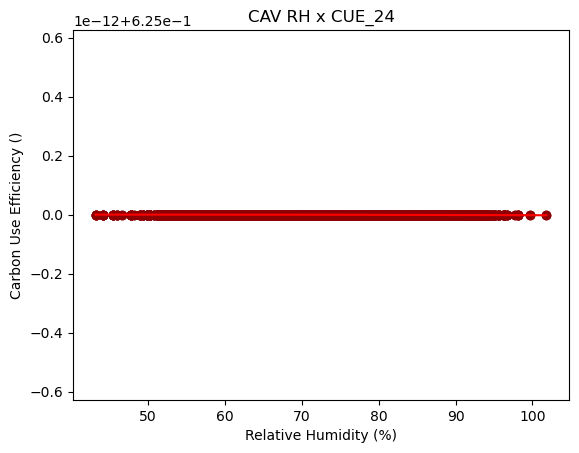 CAV RH x CUE_24
1e−12+6.25e−1
0.6
0.4
0.2
0.0
−0.2
−0.4
−0.6
Carbon Use Efficiency ()
50 60 70 80 90 100
Relative Humidity (%)